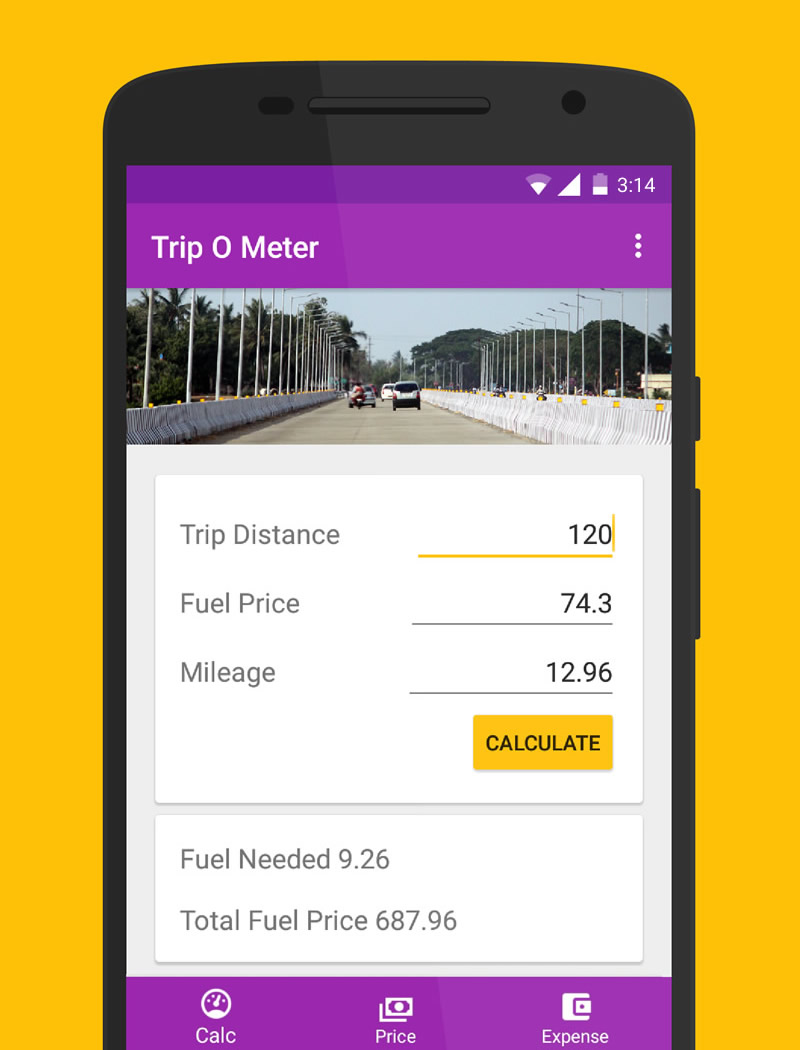 3:14
Trip O Meter
Trip Distance 120
Fuel Price 74.3
Mileage 12.96
CALCULATE
Fuel Needed 9.26
Total Fuel Price 687.96
Calc Price Expense